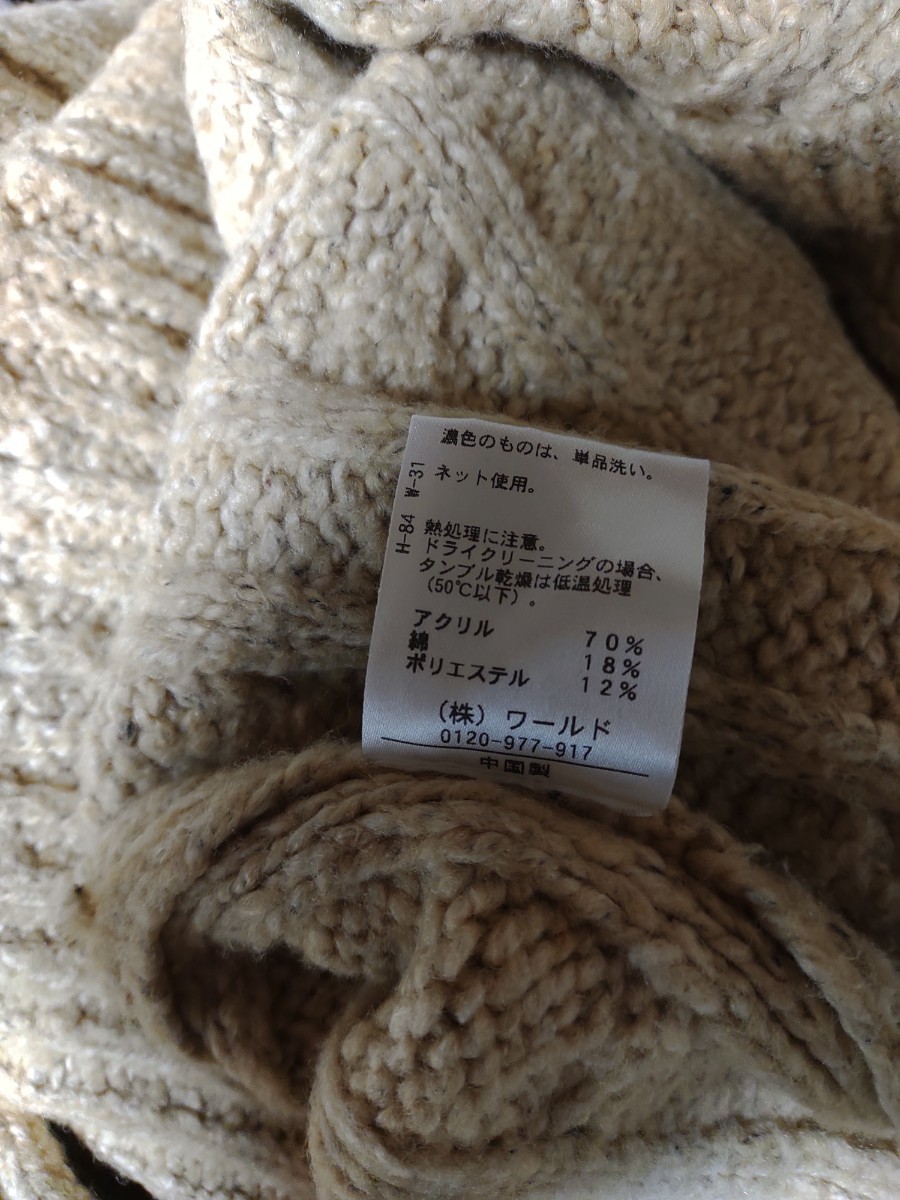 濃色のものは、単品洗い。
ネット使用。
H-84 W-31
熱処理に注意。
ドライクリーニングの場合、
タンブル乾燥は低温処理
(50℃以下)。
アクリル 70%
綿 18%
ポリエステル 12%
(株) ワールド
0120-977-917
中国製